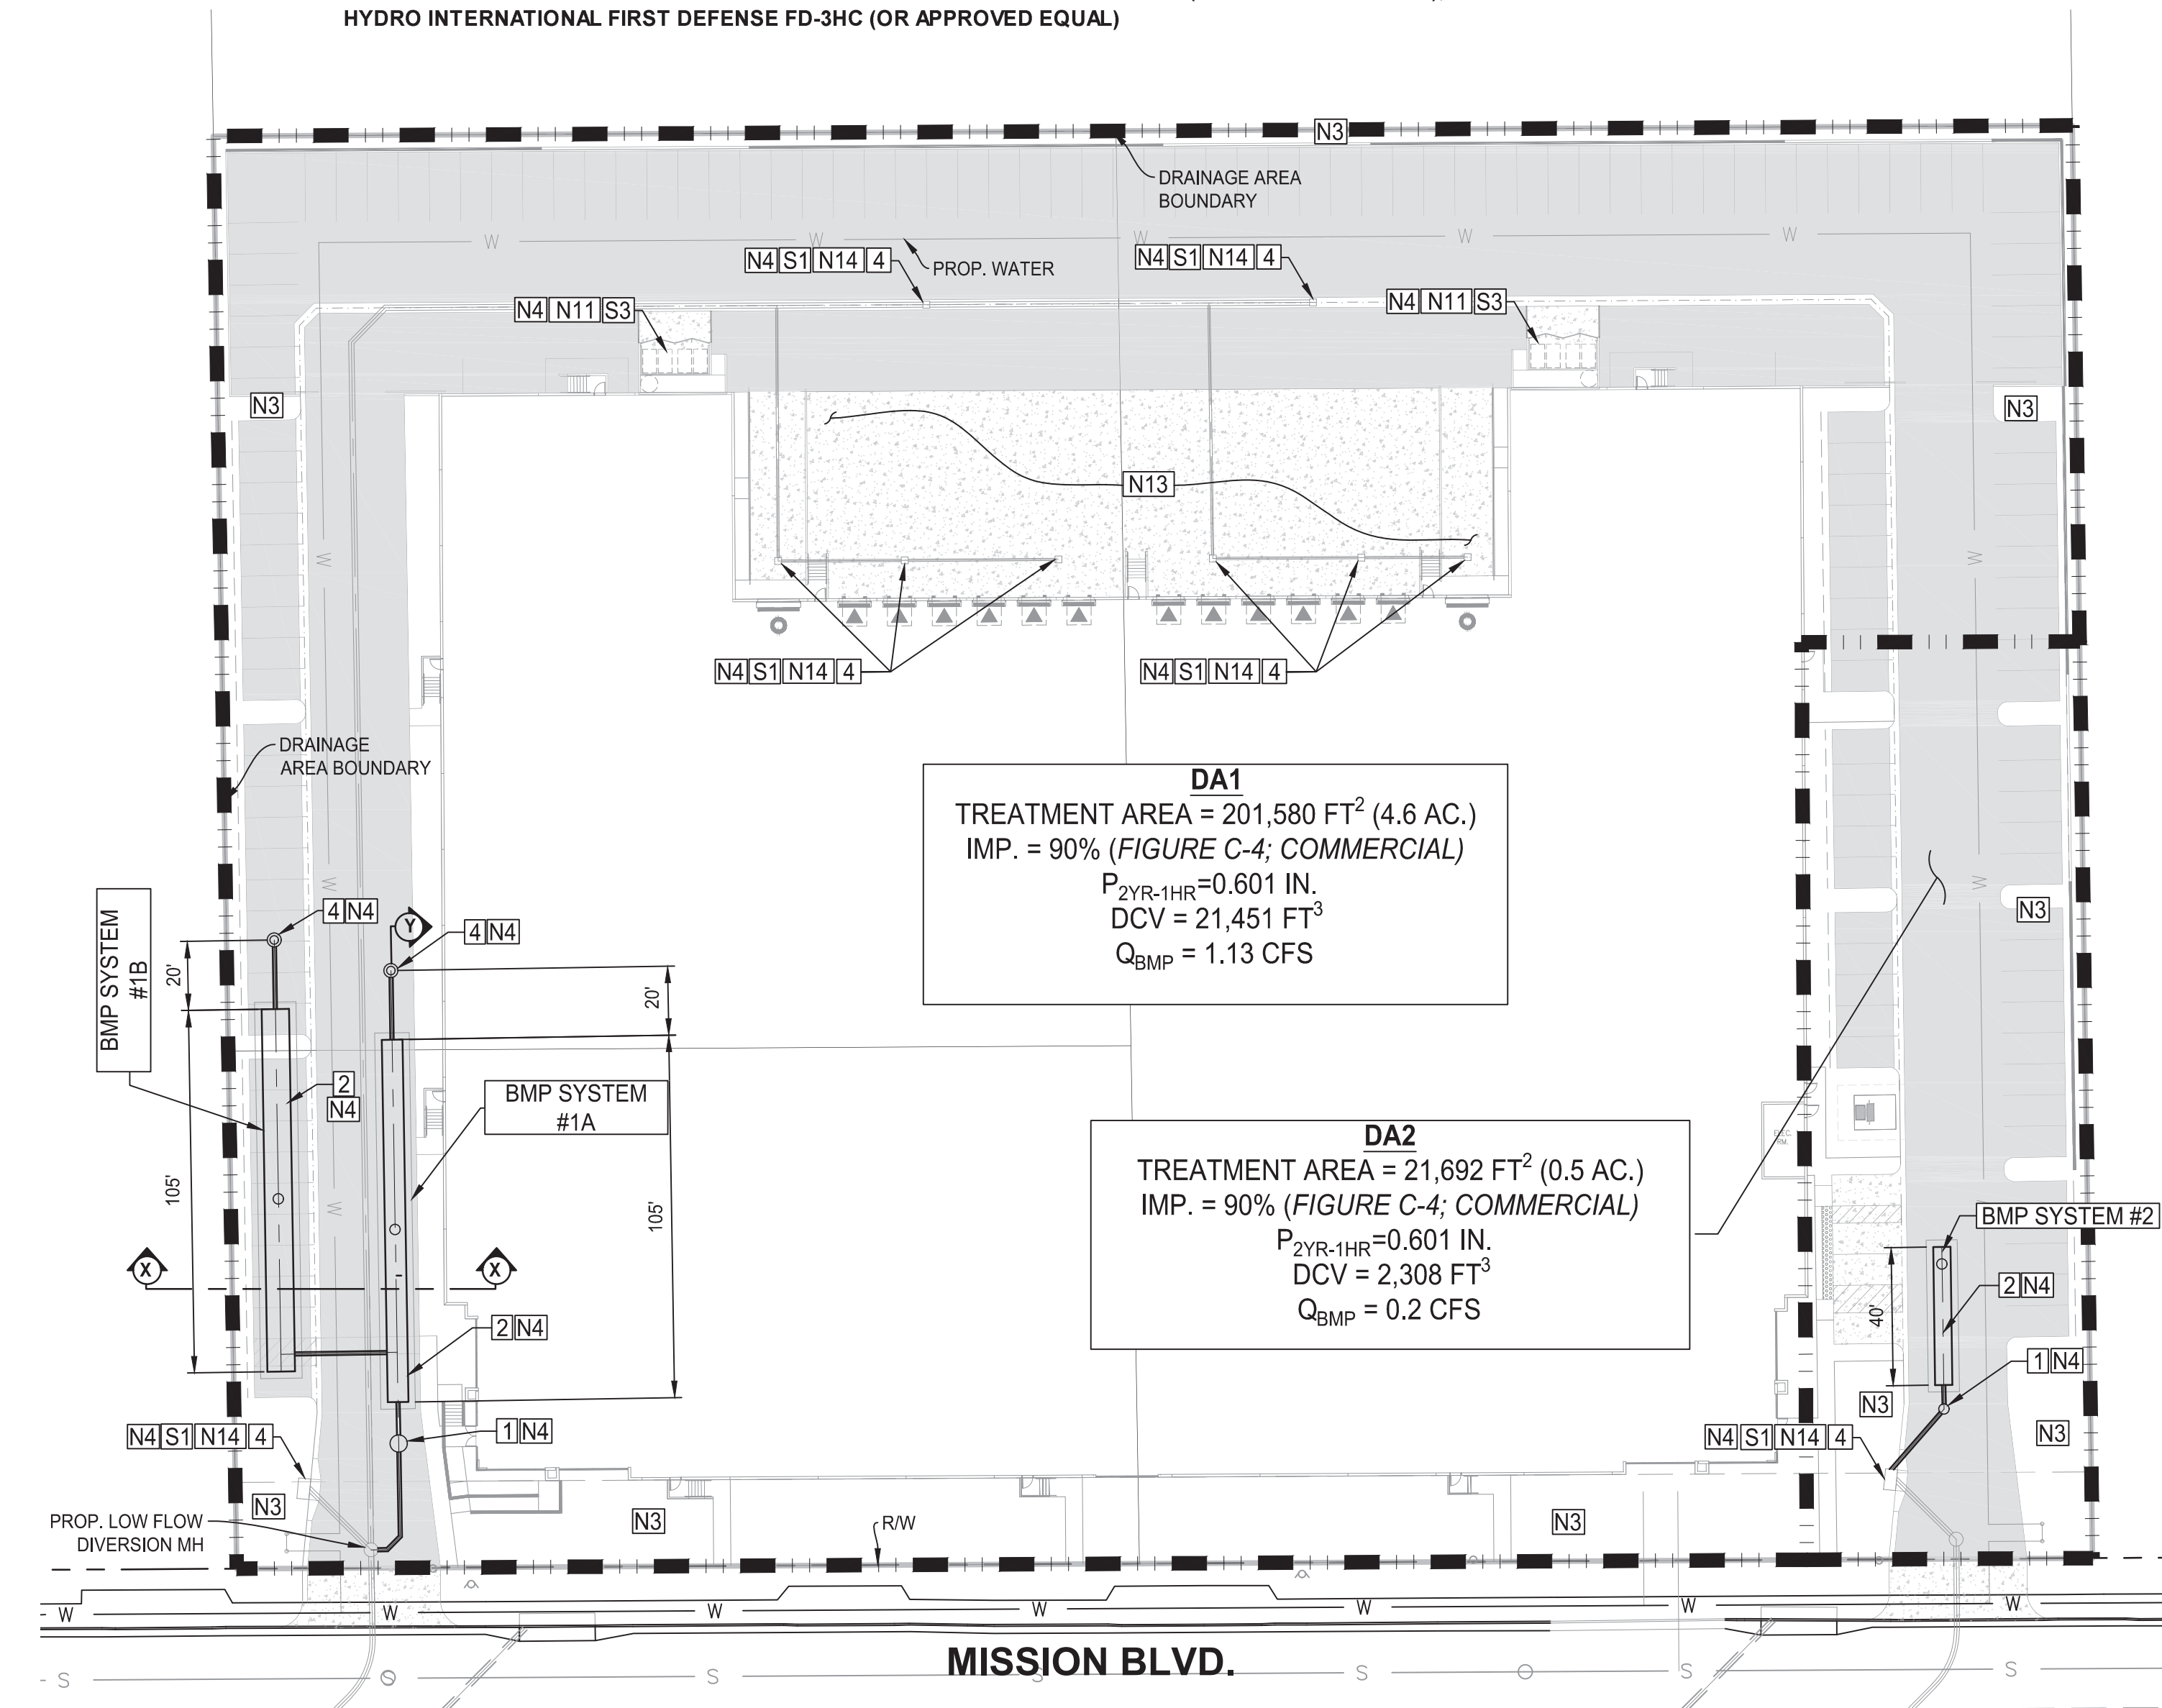 HYDRO INTERNATIONAL FIRST DEFENSE FD-3HC (OR APPROVED EQUAL)
N3
DRAINAGE AREA
BOUNDARY
W W W W W
N4 S1 N14 4
PROP. WATER
N4 S1 N14 4
N4 N11 S3
N4 N11 S3
N3
N3
N13
W
W
N4 S1 N14 4
N4 S1 N14 4
DRAINAGE
AREA BOUNDARY
DA1
TREATMENT AREA = 201,580 FT² (4.6 AC.)
IMP. = 90% (FIGURE C-4; COMMERCIAL)
P2YR-1HR=0.601 IN.
DCV = 21,451 FT³
QBMP = 1.13 CFS
W
W
BMP SYSTEM
#1B
4 N4
Y
4 N4
N3
20'
20'
2
N4
BMP SYSTEM
#1A
105'
105'
W
DA2
TREATMENT AREA = 21,692 FT² (0.5 AC.)
IMP. = 90% (FIGURE C-4; COMMERCIAL)
P2YR-1HR=0.601 IN.
DCV = 2,308 FT³
QBMP = 0.2 CFS
ELEC.
RM.
BMP SYSTEM #2
X
X
2 N4
40'
2 N4
1 N4
N3
N4 S1 N14 4
1 N4
N4 S1 N14 4
N3
N3
PROP. LOW FLOW
DIVERSION MH
N3
R/W
N3
W W W W W W W
MISSION BLVD.
S S S S S S S